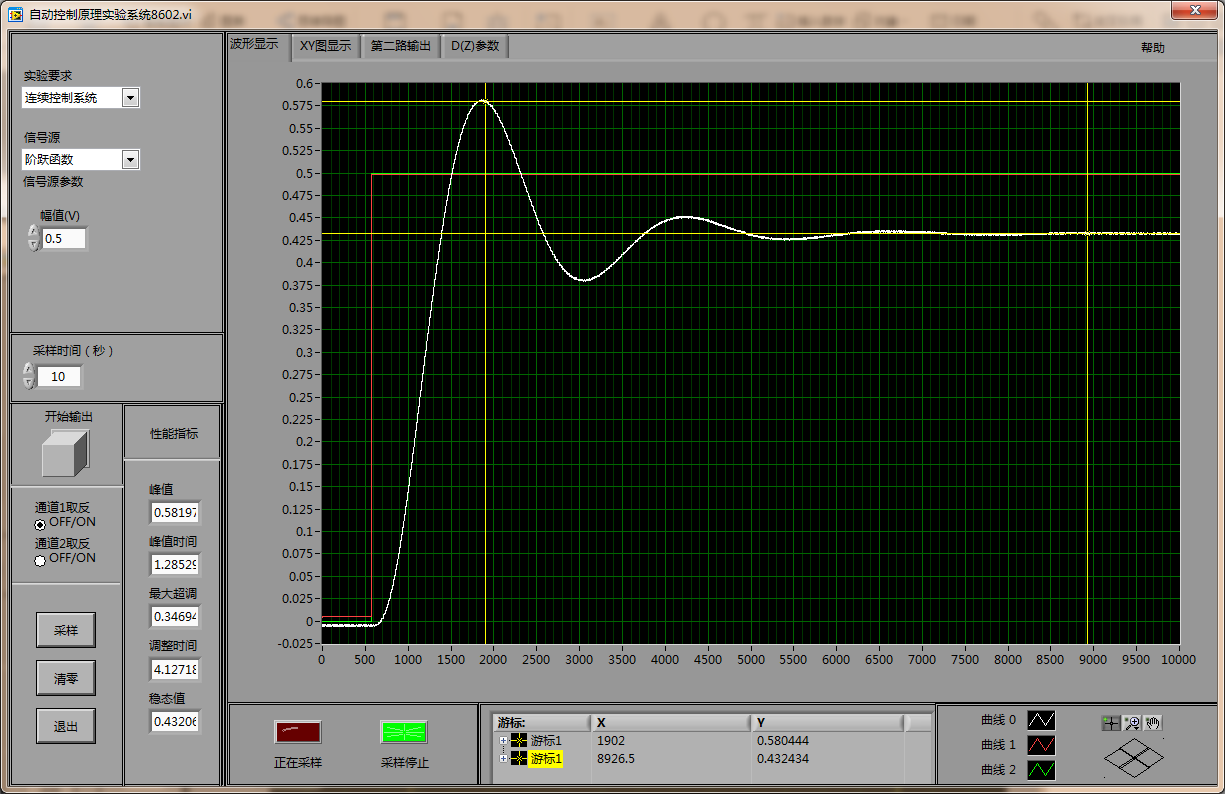 自动控制原理实验系统8602.vi
波形显示 XY图显示 第二路输出 D(Z)参数 帮助
实验要求
连续控制系统
信号源
阶跃函数
信号源参数
幅值(V)
0.5
采样时间（秒）
10
开始输出
性能指标
通道1取反
OFF/ON
通道2取反
OFF/ON
采样
清零
退出
峰值
0.58197
峰值时间
1.28529
最大超调
0.34694
调整时间
4.12718
稳态值
0.43206
0.6
0.575
0.55
0.525
0.5
0.475
0.45
0.425
0.4
0.375
0.35
0.325
0.3
0.275
0.25
0.225
0.2
0.175
0.15
0.125
0.1
0.075
0.05
0.025
0
-0.025
0 500 1000 1500 2000 2500 3000 3500 4000 4500 5000 5500 6000 6500 7000 7500 8000 8500 9000 9500 10000
正在采样
采样停止
游标: X Y
游标1 1902 0.580444
游标1 8926.5 0.432434
曲线 0
曲线 1
曲线 2